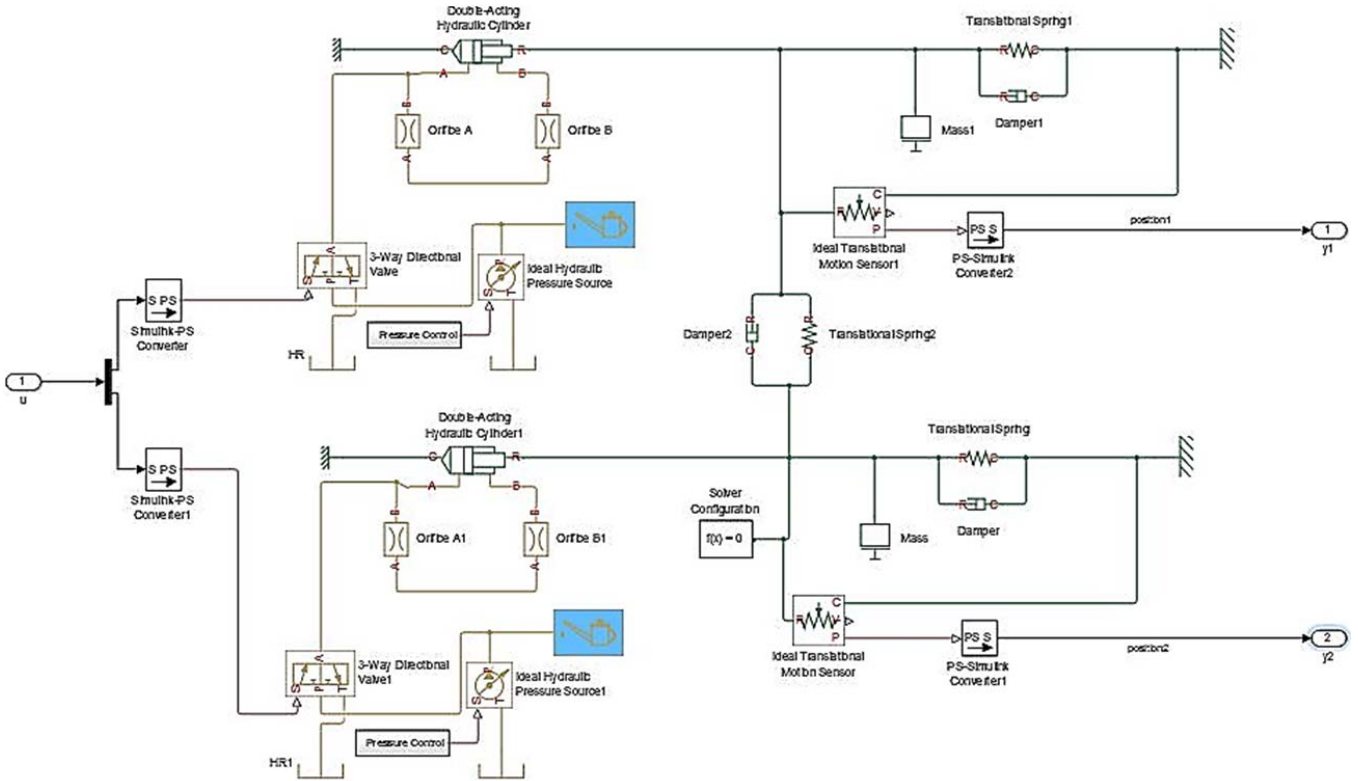 Double-Acting
Hydraulic Cylinder
C
R
A
B
B
Orifice A
A
B
Orifice B
A
Translational Spring1
R
C
R
C
Damper1
Mass1
C
R
V
P
Ideal Translational
Motion Sensor1
PS S
PS-Simulink
Converter2
position1
1
y1
A
S
P
T
3-Way Directional
Valve
P
S
T
Ideal Hydraulic
Pressure Source
Pressure Control
HR
S PS
Simulink-PS
Converter
1
u
S PS
Simulink-PS
Converter1
Damper2
R
C
R
C
Translational Spring2
Double-Acting
Hydraulic Cylinder1
C
R
A
B
B
Orifice A1
A
B
Orifice B1
A
Translational Spring
R
C
R
C
Damper
Mass
Solver
Configuration
f(x) = 0
C
R
V
P
Ideal Translational
Motion Sensor
PS S
PS-Simulink
Converter1
position2
2
y2
A
S
P
T
3-Way Directional
Valve1
P
S
T
Ideal Hydraulic
Pressure Source1
Pressure Control
HR1